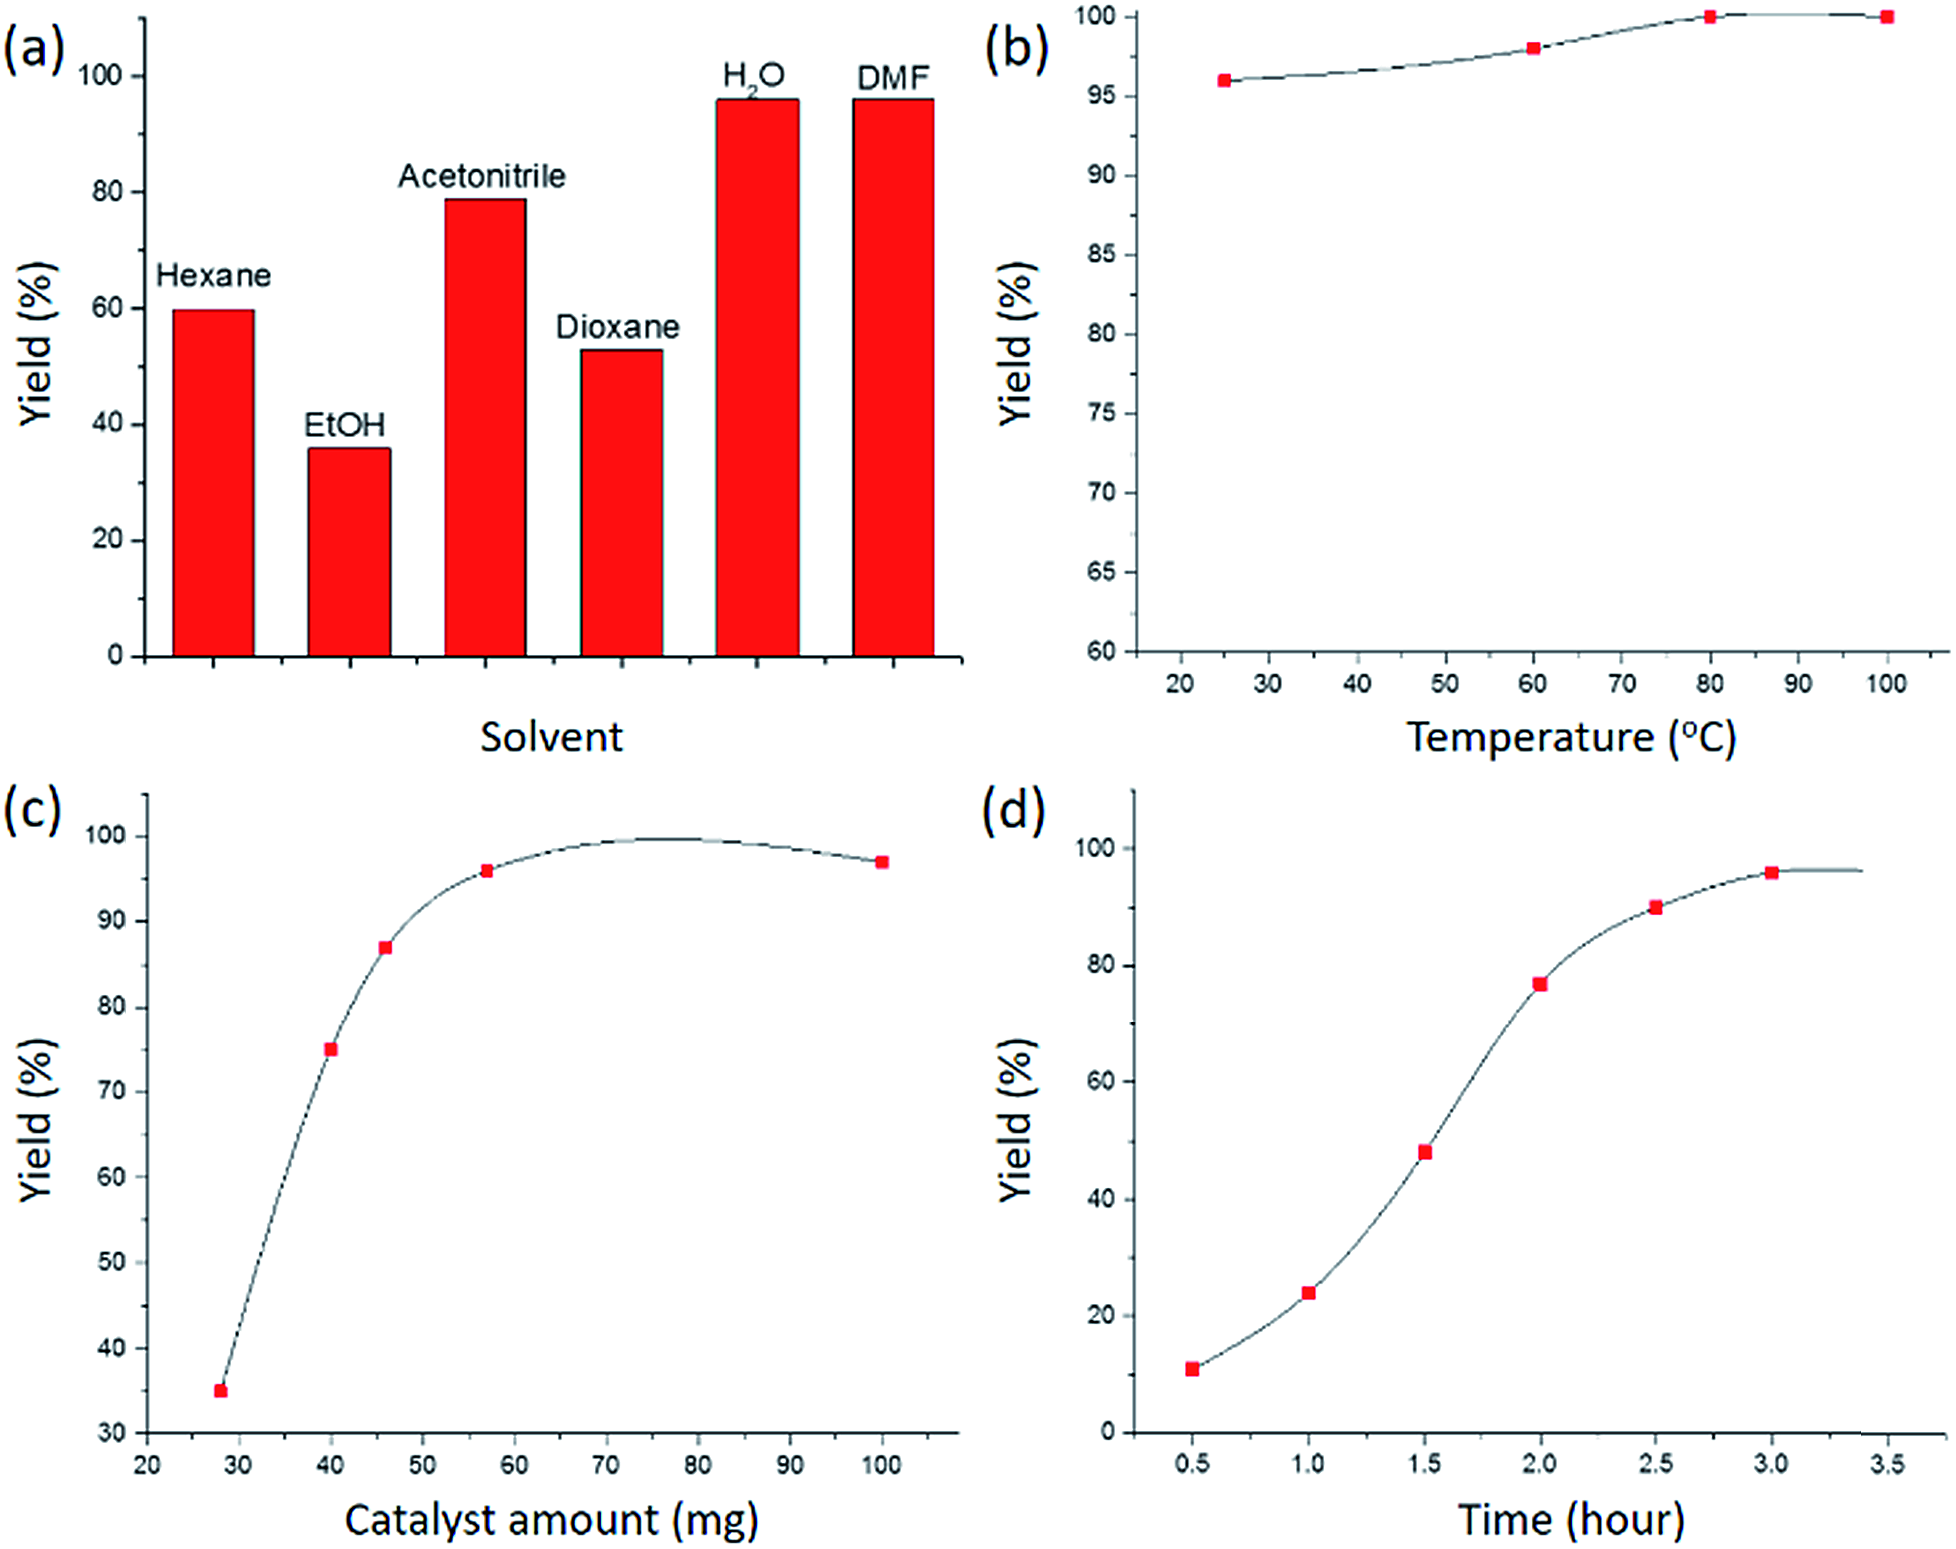 (a)
Yield (%)
100
80
60
40
20
0
Hexane
EtOH
Acetonitrile
Dioxane
H₂O
DMF
Solvent
(b)
Yield (%)
100
95
90
85
80
75
70
65
60
20 30 40 50 60 70 80 90 100
Temperature (ºC)
(c)
Yield (%)
100
90
80
70
60
50
40
30
20 30 40 50 60 70 80 90 100
Catalyst amount (mg)
(d)
Yield (%)
100
80
60
40
20
0
0.5 1.0 1.5 2.0 2.5 3.0 3.5
Time (hour)